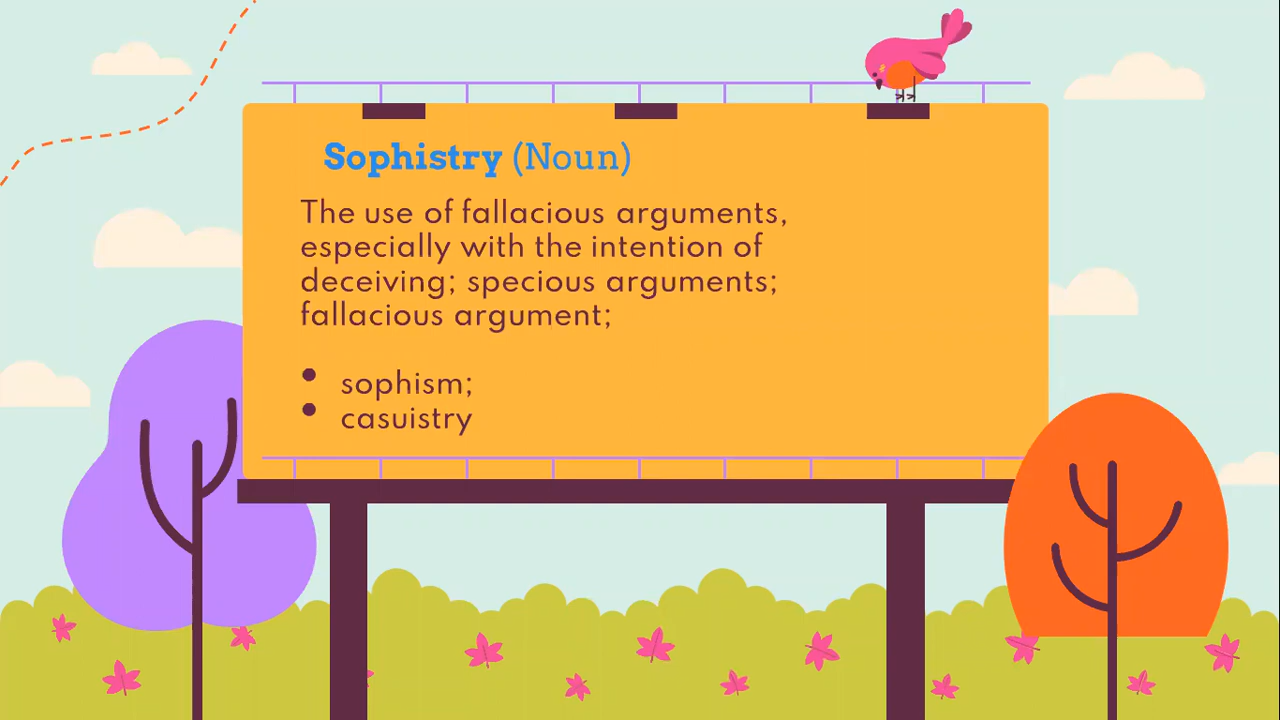 Sophistry (Noun)
The use of fallacious arguments,
especially with the intention of
deceiving; specious arguments;
fallacious argument;
• sophism;
• casuistry